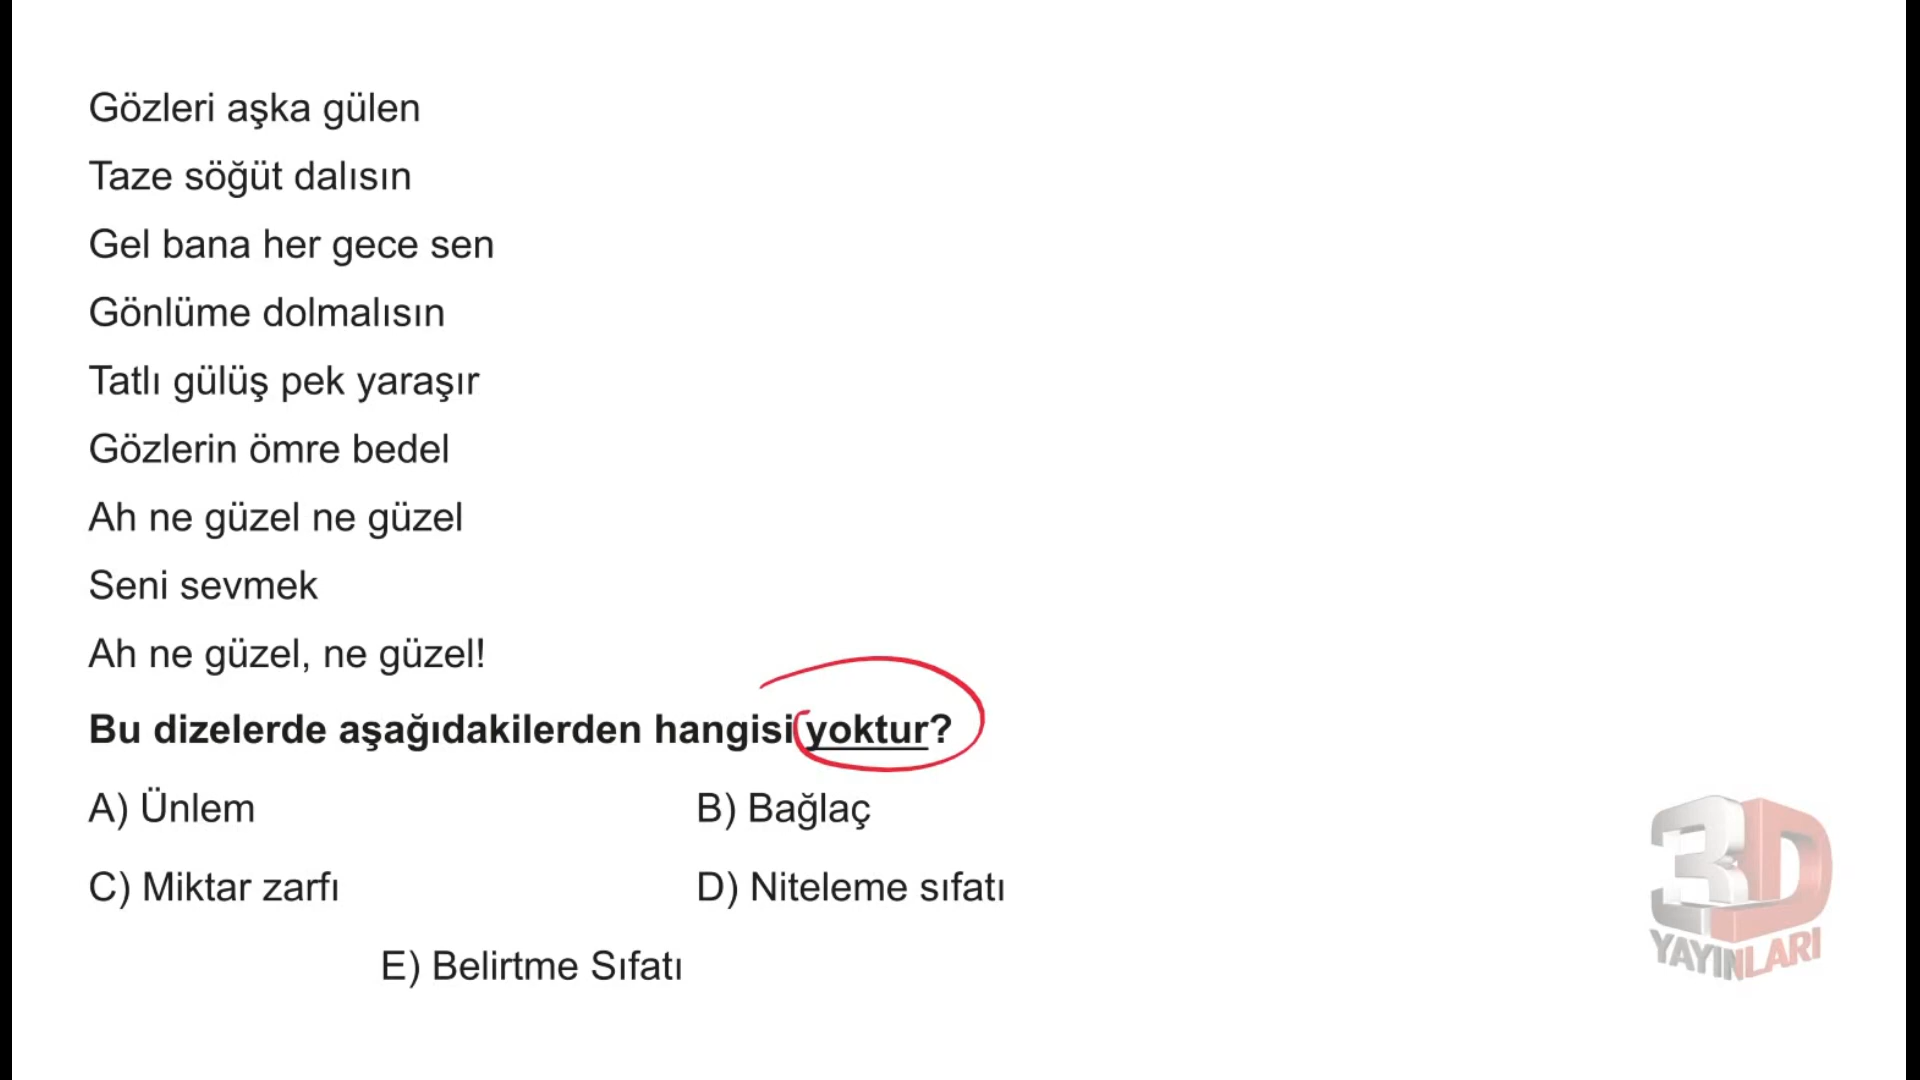 Gözleri aşka gülen
Taze söğüt dalısın
Gel bana her gece sen
Gönlüme dolmalısın
Tatlı gülüş pek yaraşır
Gözlerin ömre bedel
Ah ne güzel ne güzel
Seni sevmek
Ah ne güzel, ne güzel!
Bu dizelerde aşağıdakilerden hangisi yoktur?
A) Ünlem
B) Bağlaç
C) Miktar zarfı
D) Niteleme sıfatı
E) Belirtme Sıfatı
3D
YAYINLARI